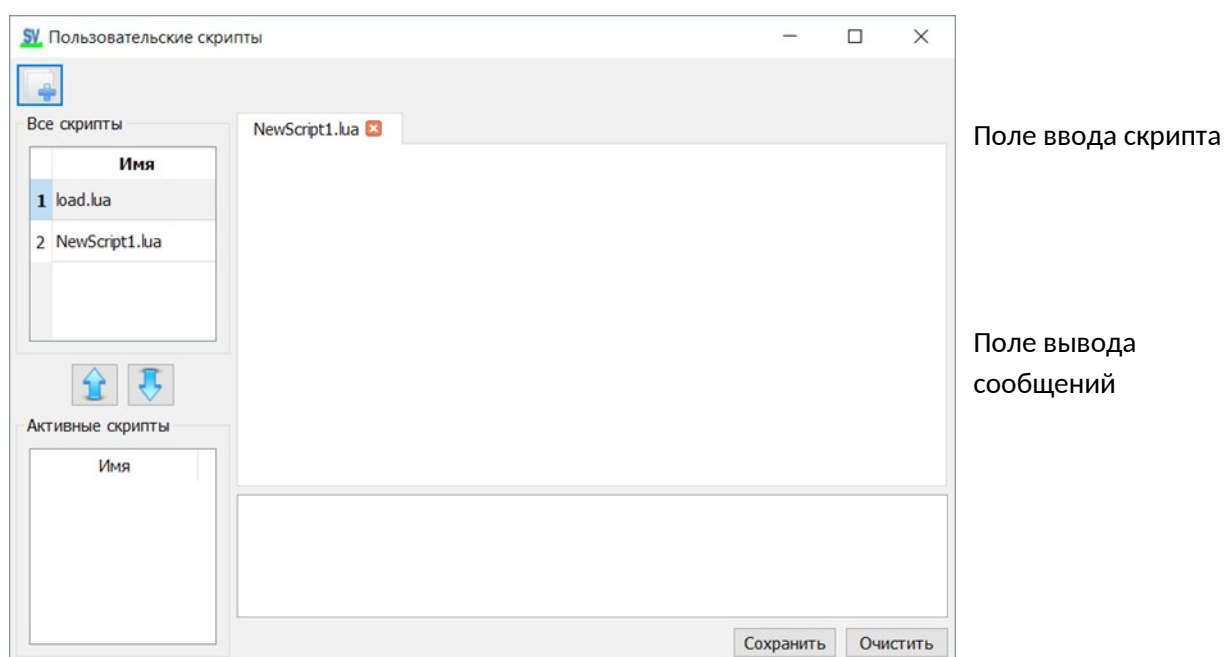 SV Пользовательские скрипты
Все скрипты
Имя
1 load.lua
2 NewScript1.lua
Активные скрипты
Имя
NewScript1.lua
Сохранить Очистить
Поле ввода скрипта
Поле вывода
сообщений